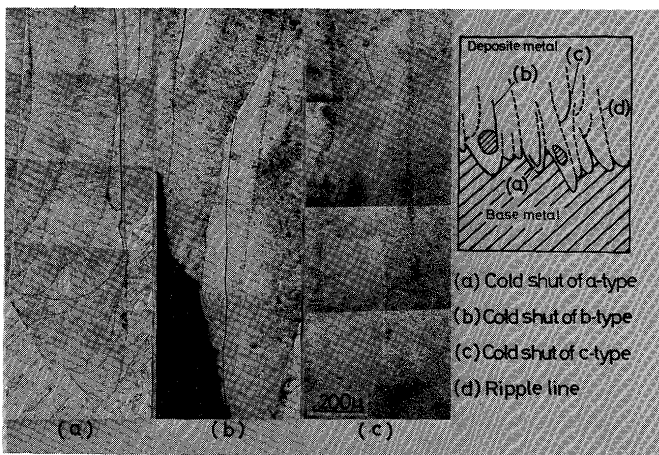 Deposite metal
(c)
(b)
(d)
(a)
Base metal
(a) Cold shut of a-type
(b) Cold shut of b-type
(c) Cold shut of c-type
(d) Ripple line
200μ
(a)
(b)
(c)